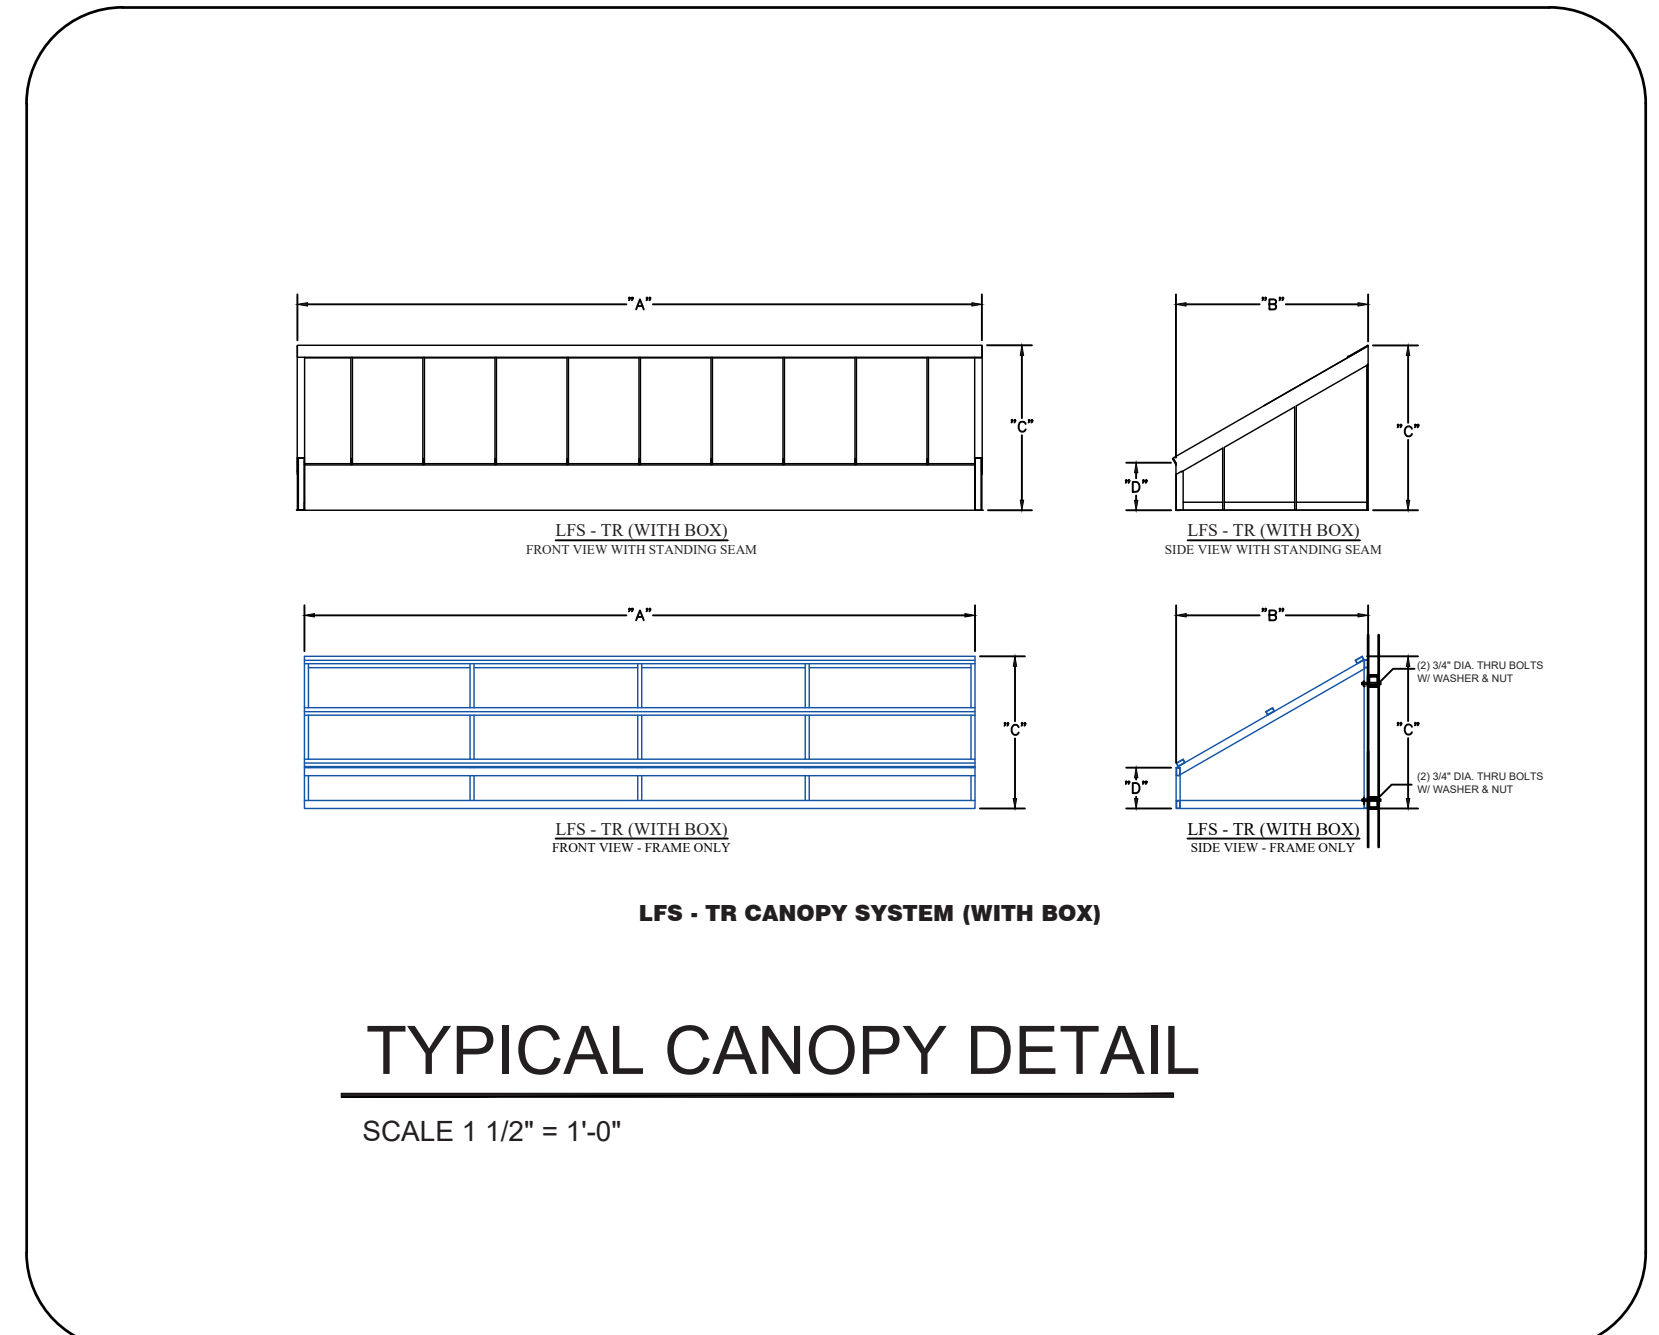 "A"
"B"
"C"
"C"
"D"
LFS - TR (WITH BOX)
FRONT VIEW WITH STANDING SEAM
LFS - TR (WITH BOX)
SIDE VIEW WITH STANDING SEAM
"A"
"B"
(2) 3/4" DIA. THRU BOLTS
W/ WASHER & NUT
"C"
"C"
"D"
(2) 3/4" DIA. THRU BOLTS
W/ WASHER & NUT
LFS - TR (WITH BOX)
FRONT VIEW - FRAME ONLY
LFS - TR (WITH BOX)
SIDE VIEW - FRAME ONLY
LFS - TR CANOPY SYSTEM (WITH BOX)
TYPICAL CANOPY DETAIL
SCALE 1 1/2" = 1'-0"